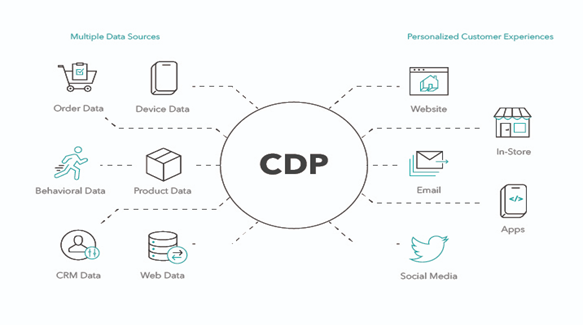 Multiple Data Sources
Personalized Customer Experiences
Order Data
Device Data
Website
In-Store
CDP
Behavioral Data
Product Data
Email
Apps
</>
CRM Data
Web Data
Social Media